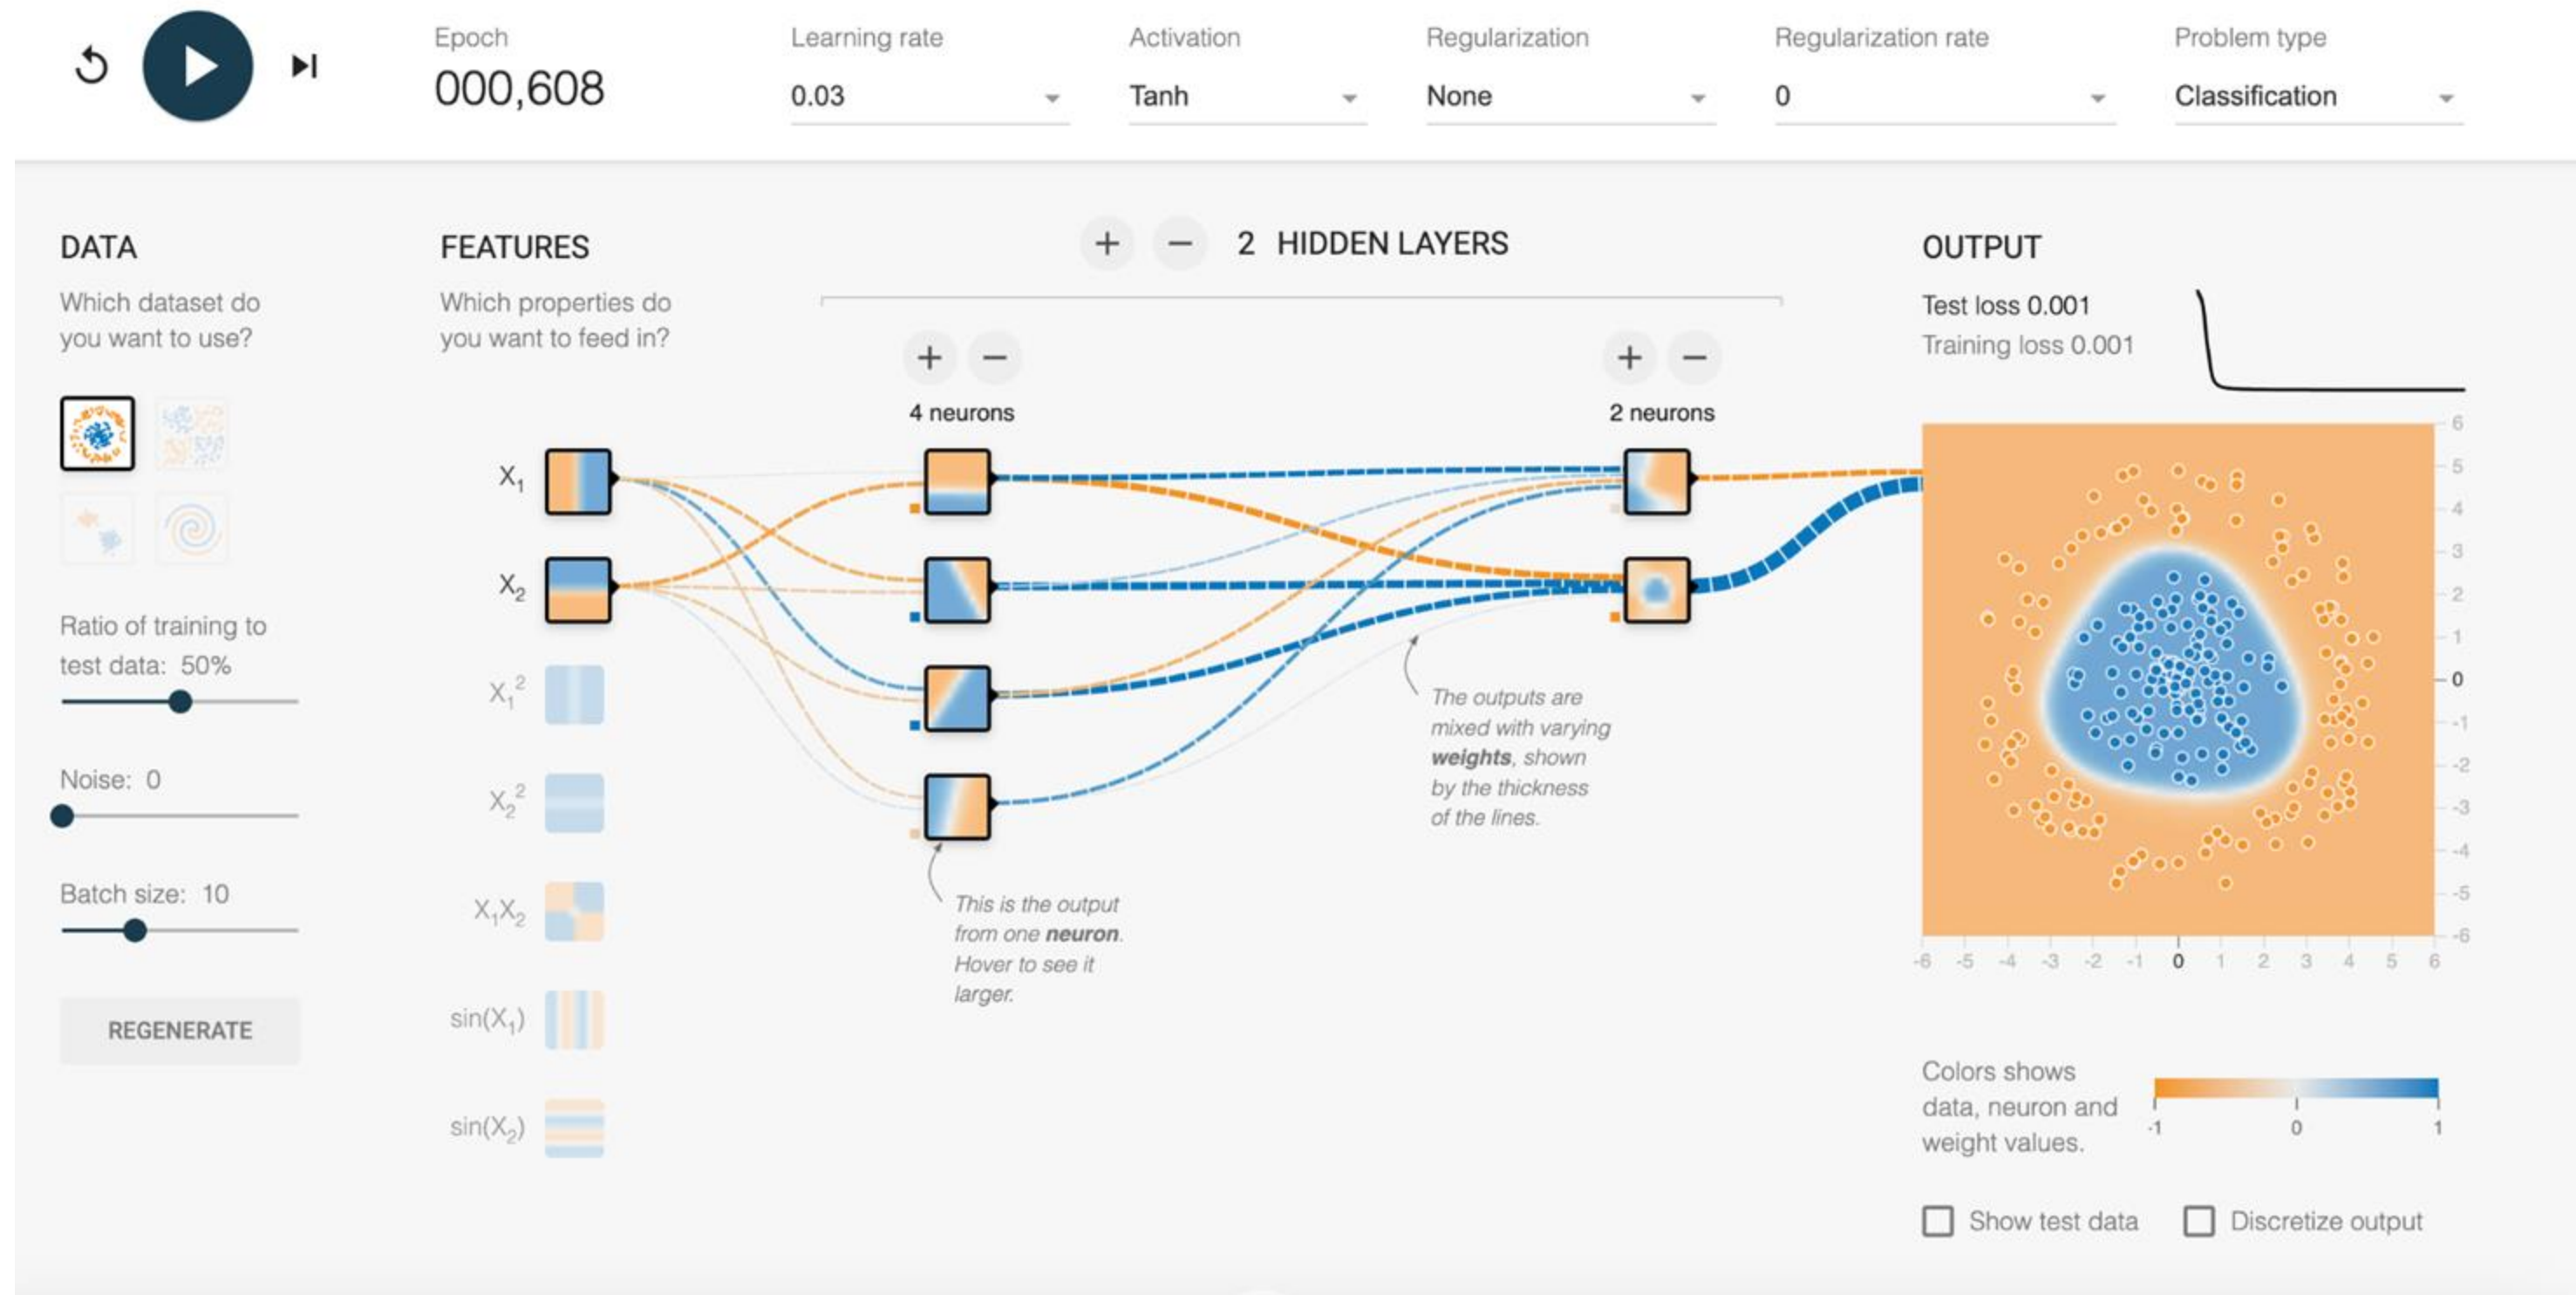 Epoch
000,608
Learning rate
0.03
Activation
Tanh
Regularization
None
Regularization rate
0
Problem type
Classification
DATA
Which dataset do
you want to use?
Ratio of training to
test data: 50%
Noise: 0
Batch size: 10
REGENERATE
FEATURES
Which properties do
you want to feed in?
X₁
X₂
X₁²
X₂²
X₁X₂
sin(X₁)
sin(X₂)
+ − 2 HIDDEN LAYERS
+ −
4 neurons
+ −
2 neurons
This is the output
from one neuron.
Hover to see it
larger.
The outputs are
mixed with varying
weights, shown
by the thickness
of the lines.
OUTPUT
Test loss 0.001
Training loss 0.001
6
5
4
3
2
1
0
-1
-2
-3
-4
-5
-6
-6 -5 -4 -3 -2 -1 0 1 2 3 4 5 6
Colors shows
data, neuron and
weight values.
-1 0 1
Show test data
Discretize output